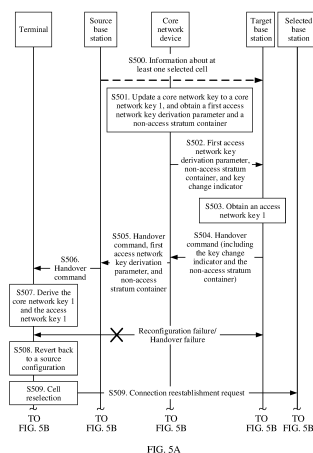 Terminal
Source
base
station
Core
network
device
Target
base
station
Selected
base
station
S500. Information about at
least one selected cell
S501. Update a core network key to a core
network key 1, and obtain a first access
network key derivation parameter and a
non-access stratum container
S502. First
access network
key derivation
parameter,
non-access stratum
container, and key
change indicator
S503. Obtain an access
network key 1
S504. Handover
command (including
the key change
indicator and the
non-access stratum
container)
S505. Handover
command, first
access network
key derivation
parameter, and
non-access
stratum container
S506.
Handover
command
S507. Derive the
core network key 1
and the access
network key 1
Reconfiguration failure/
Handover failure
S508. Revert back
to a source
configuration
S509. Cell
reselection
S509. Connection reestablishment request
TO
FIG. 5B
TO
FIG. 5B
TO
FIG. 5B
TO
FIG. 5B
TO
FIG. 5B
FIG. 5A